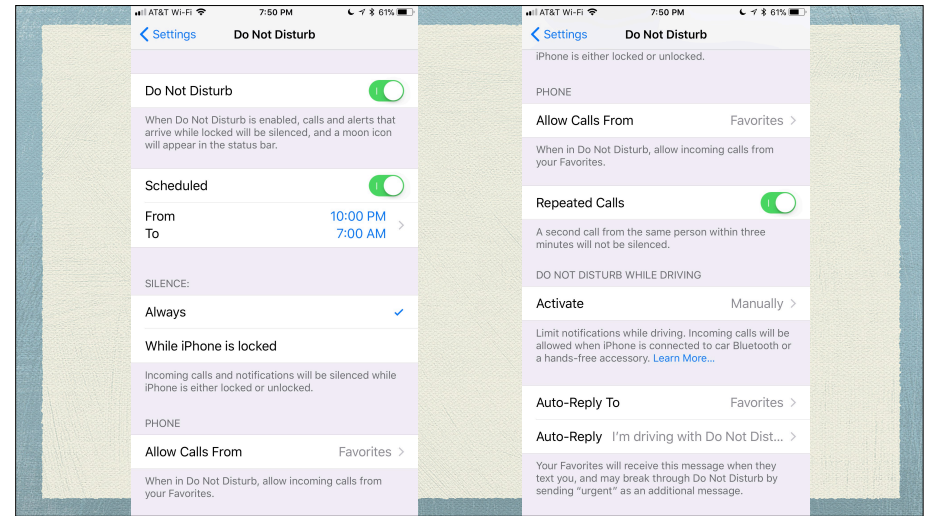 AT&T Wi-Fi 7:50 PM 61%
Settings Do Not Disturb
Do Not Disturb
When Do Not Disturb is enabled, calls and alerts that
arrive while locked will be silenced, and a moon icon
will appear in the status bar.
Scheduled
From 10:00 PM
To 7:00 AM
SILENCE:
Always
While iPhone is locked
Incoming calls and notifications will be silenced while
iPhone is either locked or unlocked.
PHONE
Allow Calls From Favorites
When in Do Not Disturb, allow incoming calls from
your Favorites.
AT&T Wi-Fi 7:50 PM 61%
Settings Do Not Disturb
iPhone is either locked or unlocked.
PHONE
Allow Calls From Favorites
When in Do Not Disturb, allow incoming calls from
your Favorites.
Repeated Calls
A second call from the same person within three
minutes will not be silenced.
DO NOT DISTURB WHILE DRIVING
Activate Manually
Limit notifications while driving. Incoming calls will be
allowed when iPhone is connected to car Bluetooth or
a hands-free accessory. Learn More...
Auto-Reply To Favorites
Auto-Reply I'm driving with Do Not Dist...
Your Favorites will receive this message when they
text you, and may break through Do Not Disturb by
sending “urgent” as an additional message.